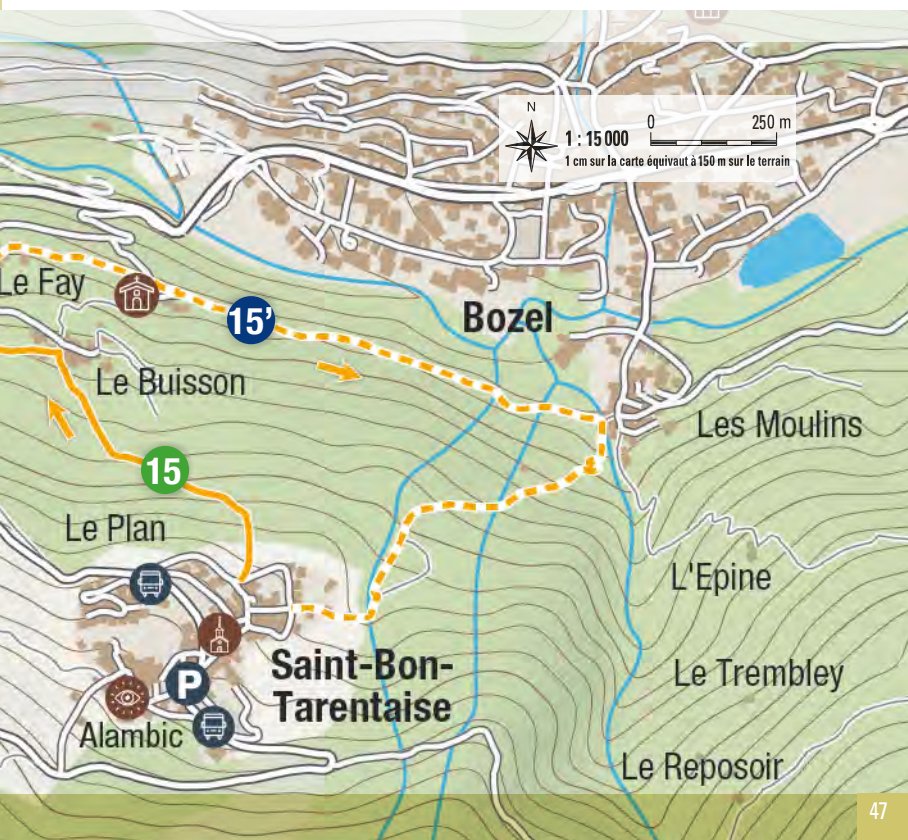 N
0 250 m
1 : 15 000
1 cm sur la carte équivaut à 150 m sur le terrain
Le Fay
15'
Bozel
Le Buisson
Les Moulins
15
Le Plan
L'Epine
Saint-Bon-
Tarentaise
Le Trembley
P
Alambic
Le Reposoir
47